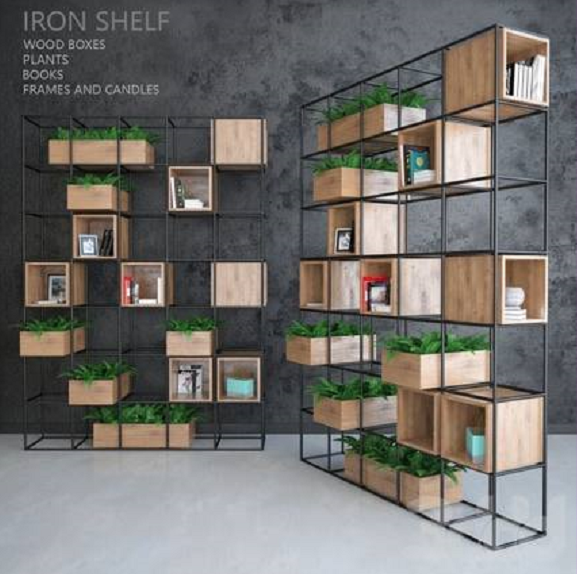 IRON SHELF
WOOD BOXES
PLANTS
BOOKS
FRAMES AND CANDLES